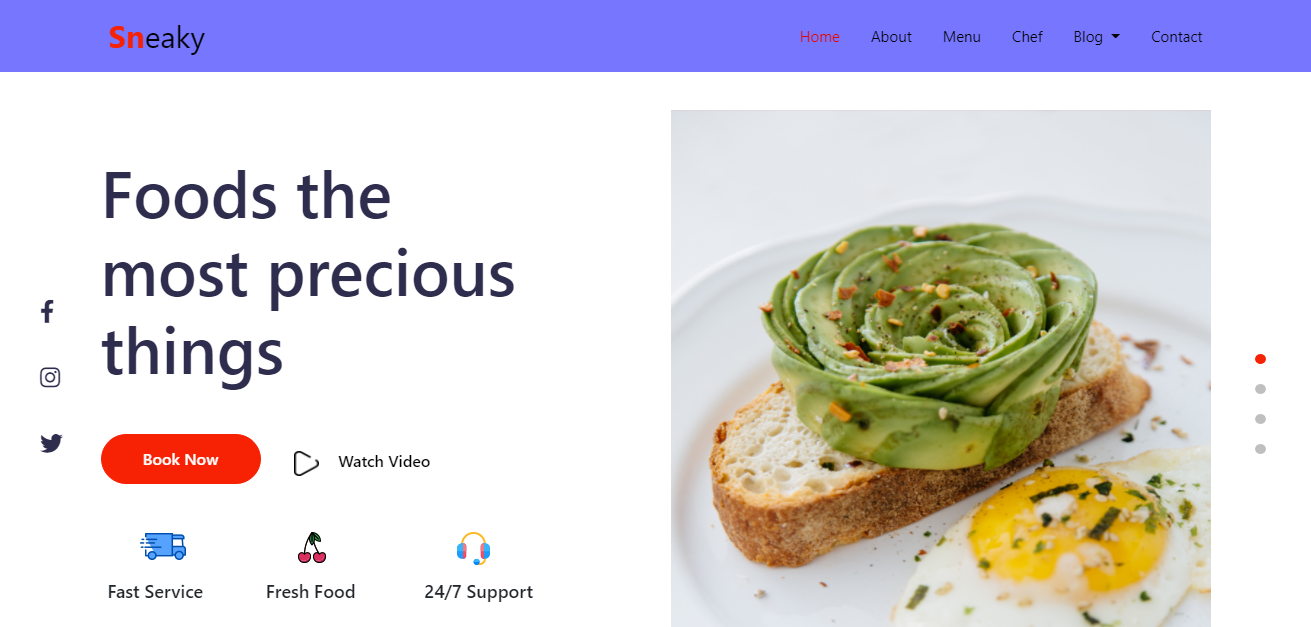 Sneaky
Home About Menu Chef Blog Contact
Foods the
most precious
things
Book Now
Watch Video
Fast Service
Fresh Food
24/7 Support